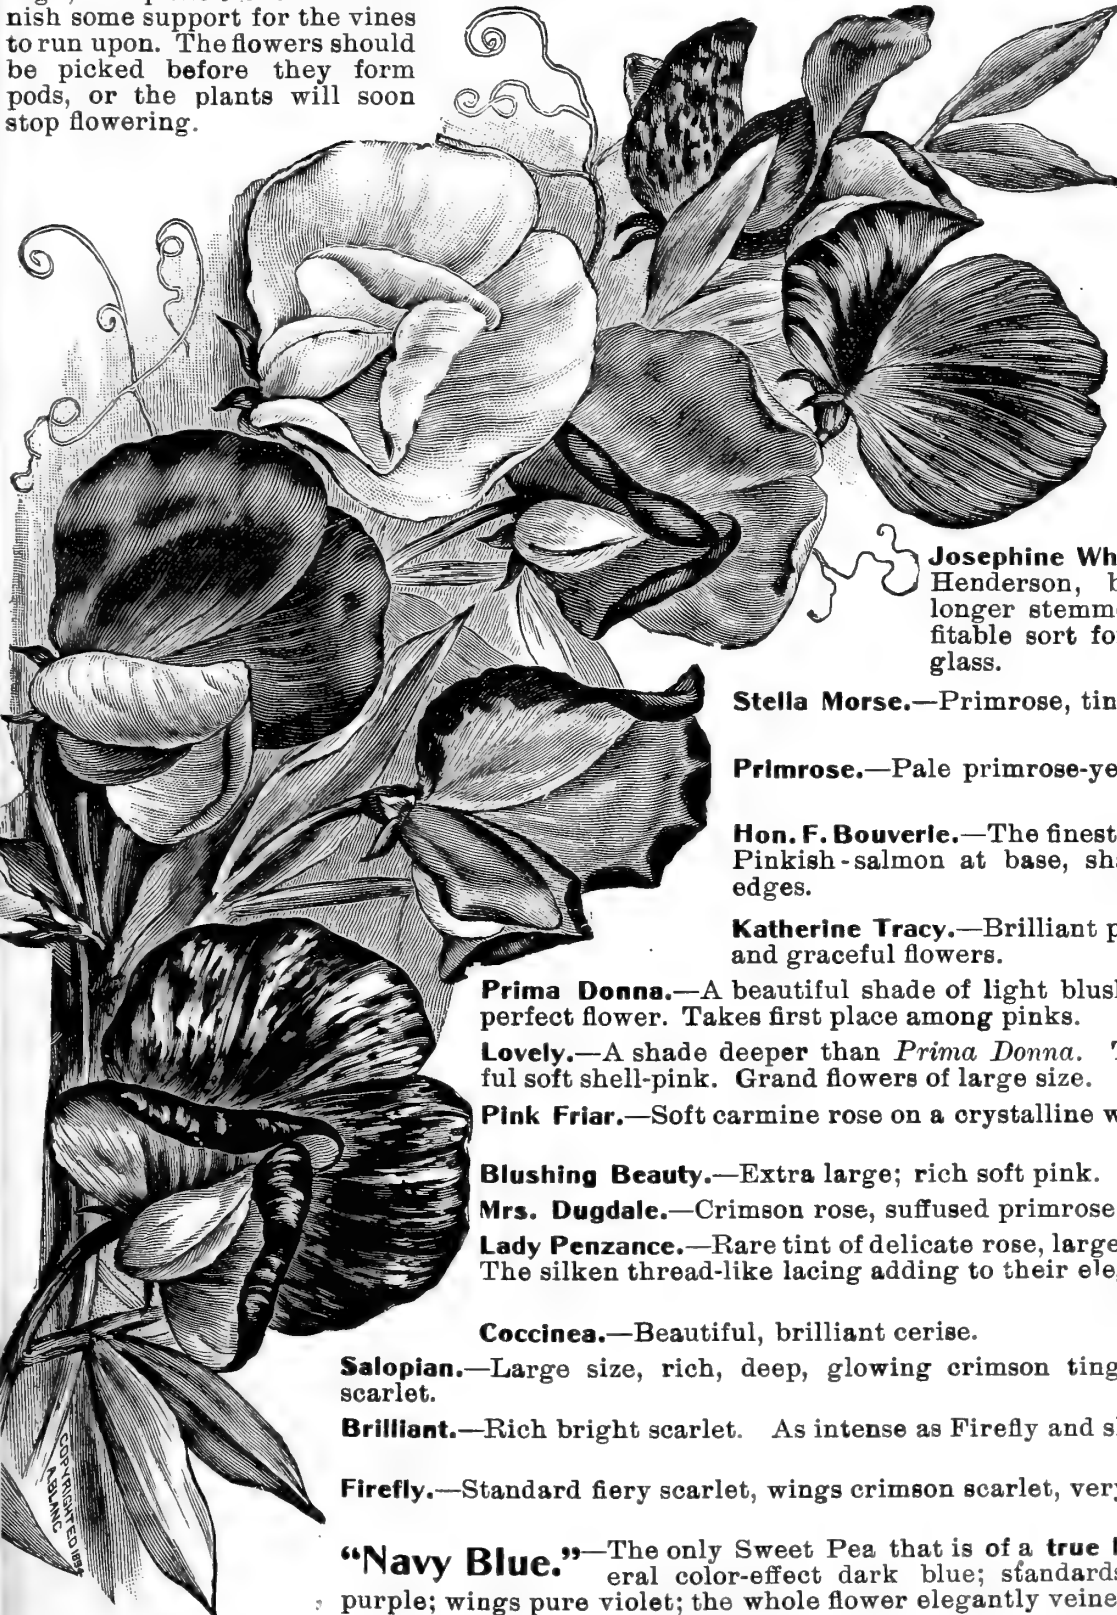 nish some support for the vines
to run upon. The flowers should
be picked before they form
pods, or the plants will soon
stop flowering.
Josephine Wh
Henderson, b
longer stemm
fitable sort fo
glass.
Stella Morse.—Primrose, tin
Primrose.—Pale primrose-ye
Hon. F. Bouverie.—The finest
Pinkish-salmon at base, sha
edges.
Katherine Tracy.—Brilliant p
and graceful flowers.
Prima Donna.—A beautiful shade of light blush
perfect flower. Takes first place among pinks.
Lovely.—A shade deeper than Prima Donna. T
ful soft shell-pink. Grand flowers of large size.
Pink Friar.—Soft carmine rose on a crystalline w
Blushing Beauty.—Extra large; rich soft pink.
Mrs. Dugdale.—Crimson rose, suffused primrose
Lady Penzance.—Rare tint of delicate rose, large
The silken thread-like lacing adding to their ele
Coccinea.—Beautiful, brilliant cerise.
Salopian.—Large size, rich, deep, glowing crimson ting
scarlet.
Brilliant.—Rich bright scarlet. As intense as Firefly and s
Firefly.—Standard fiery scarlet, wings crimson scarlet, ver
"Navy Blue."—The only Sweet Pea that is of a true
eral color-effect dark blue; standards
purple; wings pure violet; the whole flower elegantly veine
COPYRIGHTED 1894
A.BLANC